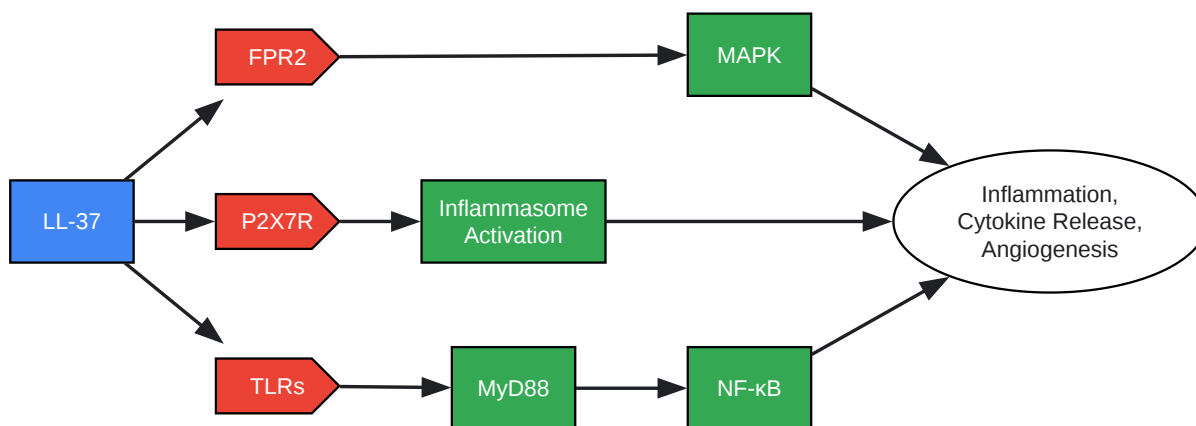 FPR2
MAPK
LL-37
P2X7R
Inflammasome
Activation
Inflammation,
Cytokine Release,
Angiogenesis
TLRs
MyD88
NF-κB